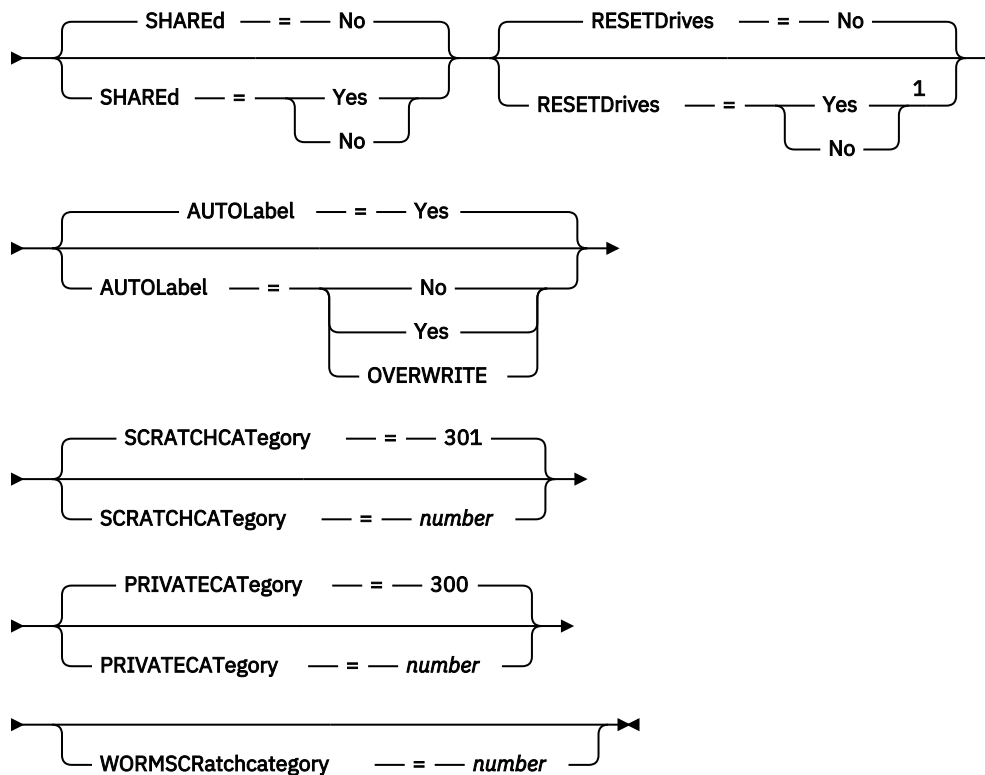 SHAREd = No RESETDrives = No
SHAREd = Yes RESETDrives = Yes 1
No No
AUTOLabel = Yes
AUTOLabel = No
Yes
OVERWRITE
SCRATCHCATegory = 301
SCRATCHCATegory = number
PRIVATECATegory = 300
PRIVATECATegory = number
WORMSCRatchcategory = number